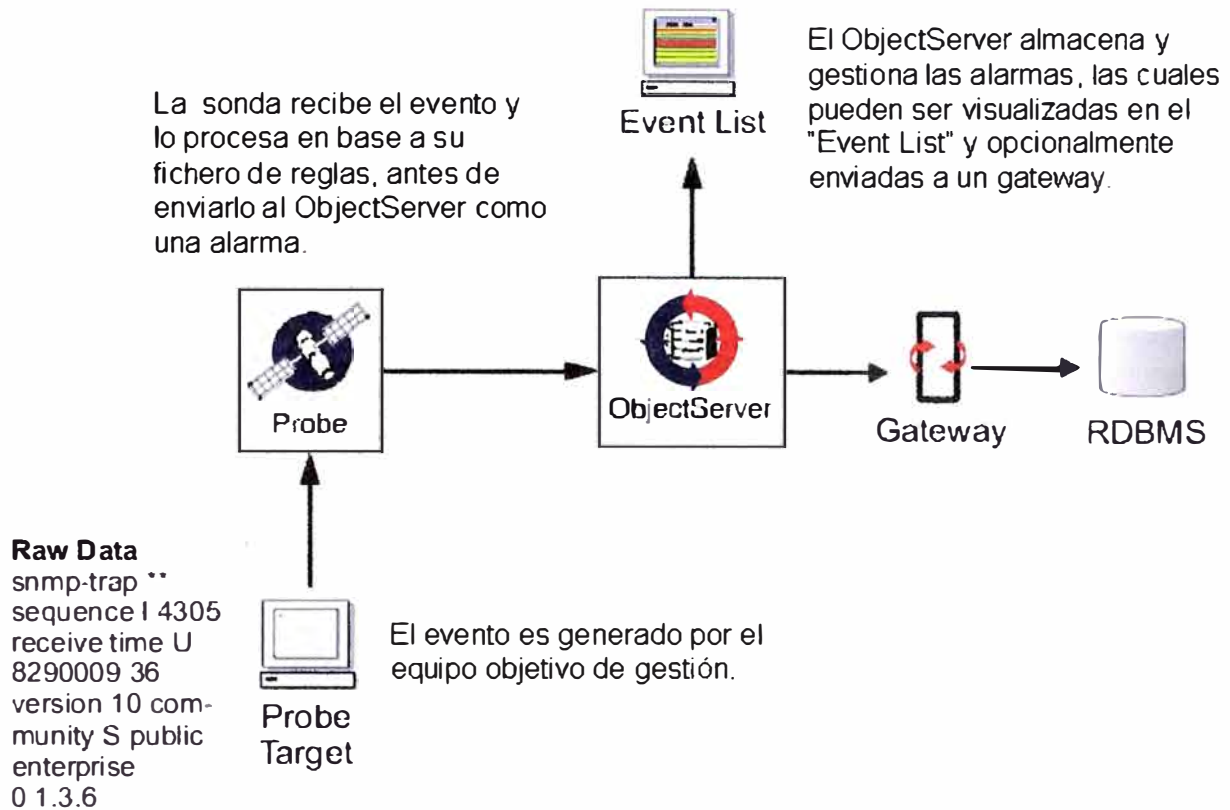 La sonda recibe el evento y
lo procesa en base a su
fichero de reglas, antes de
enviarlo al ObjectServer como
una alarma.
Event List
El ObjectServer almacena y
gestiona las alarmas, las cuales
pueden ser visualizadas en el
"Event List" y opcionalmente
enviadas a un gateway.
Probe
ObjectServer
Gateway
RDBMS
Raw Data
snmp-trap **
sequence I 4305
receive time U
8290009 36
version 10 com-
munity S public
enterprise
0 1.3.6
El evento es generado por el
equipo objetivo de gestión.
Probe
Target